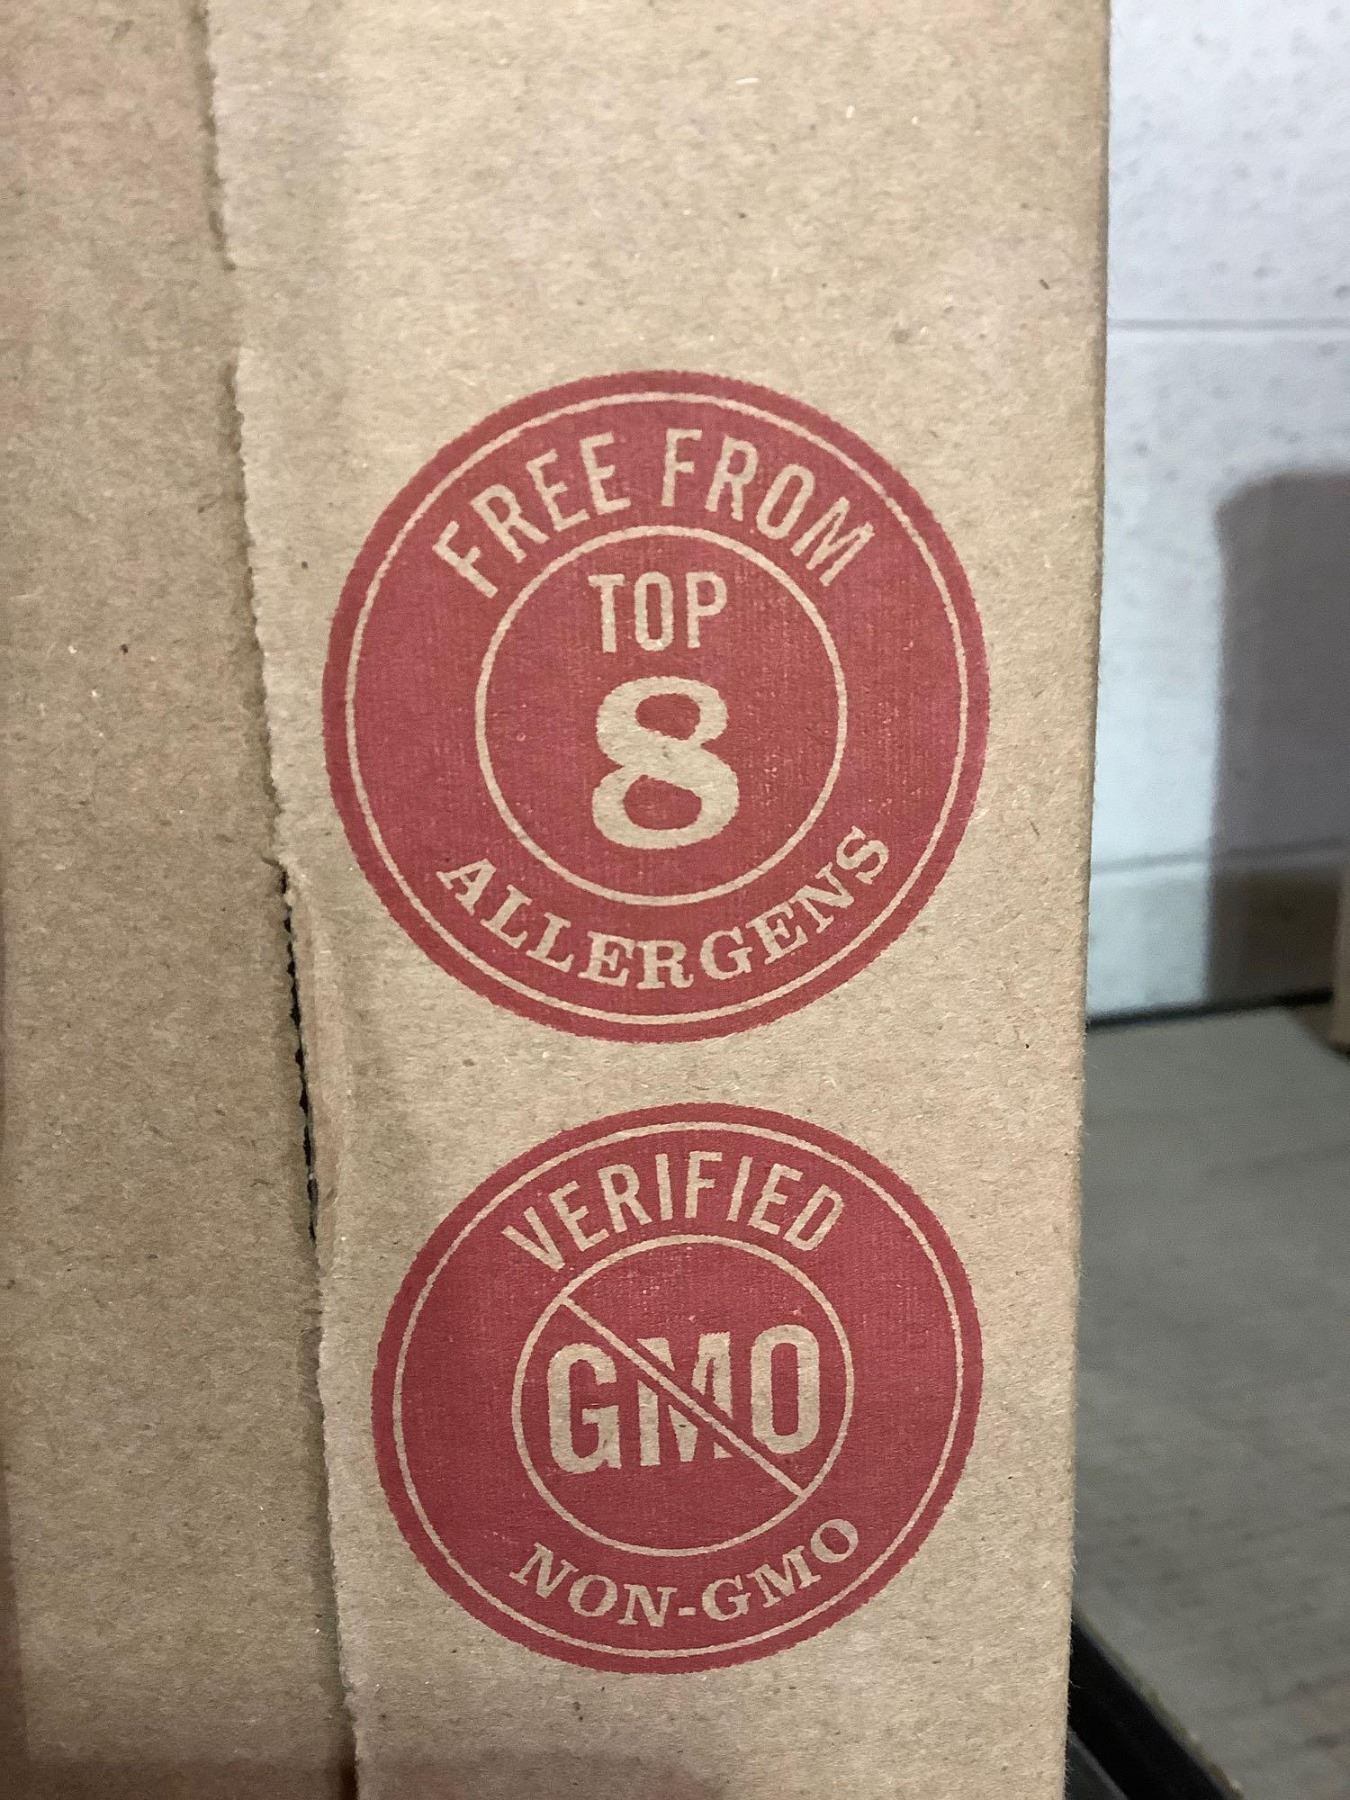 FREE FROM
TOP
8
ALLERGENS
VERIFIED
GMO
NON-GMO